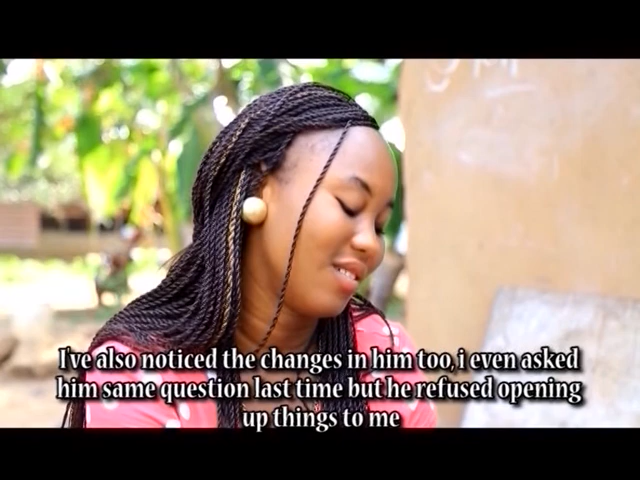 I've also noticed the changes in him too, i even asked
him same question last time but he refused opening
up things to me